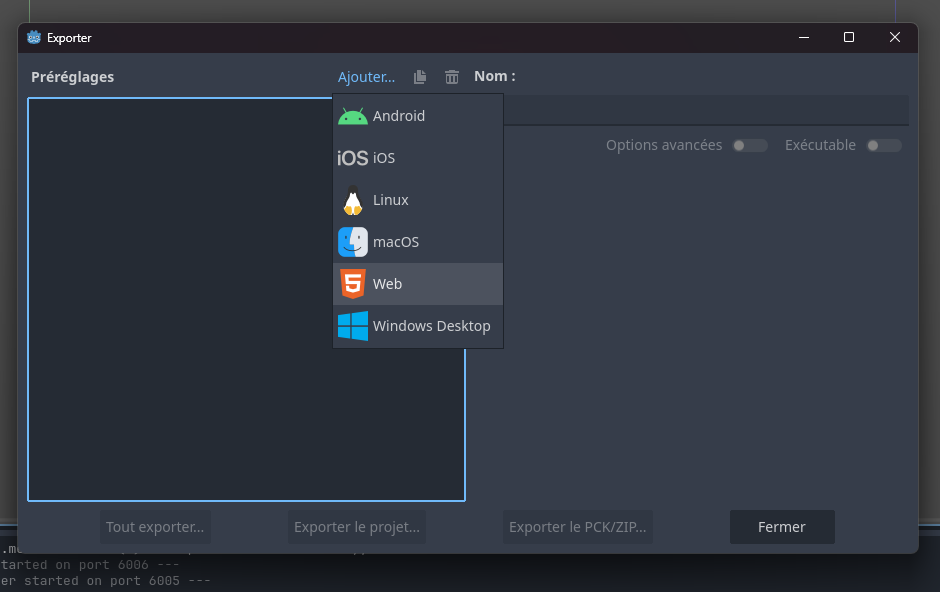 Exporter
Préréglages Ajouter... Nom :
Android
Options avancées Exécutable
iOS iOS
Linux
macOS
Web
Windows Desktop
Tout exporter... Exporter le projet... Exporter le PCK/ZIP... Fermer
tarted on port 6006 ---
er started on port 6005 ---